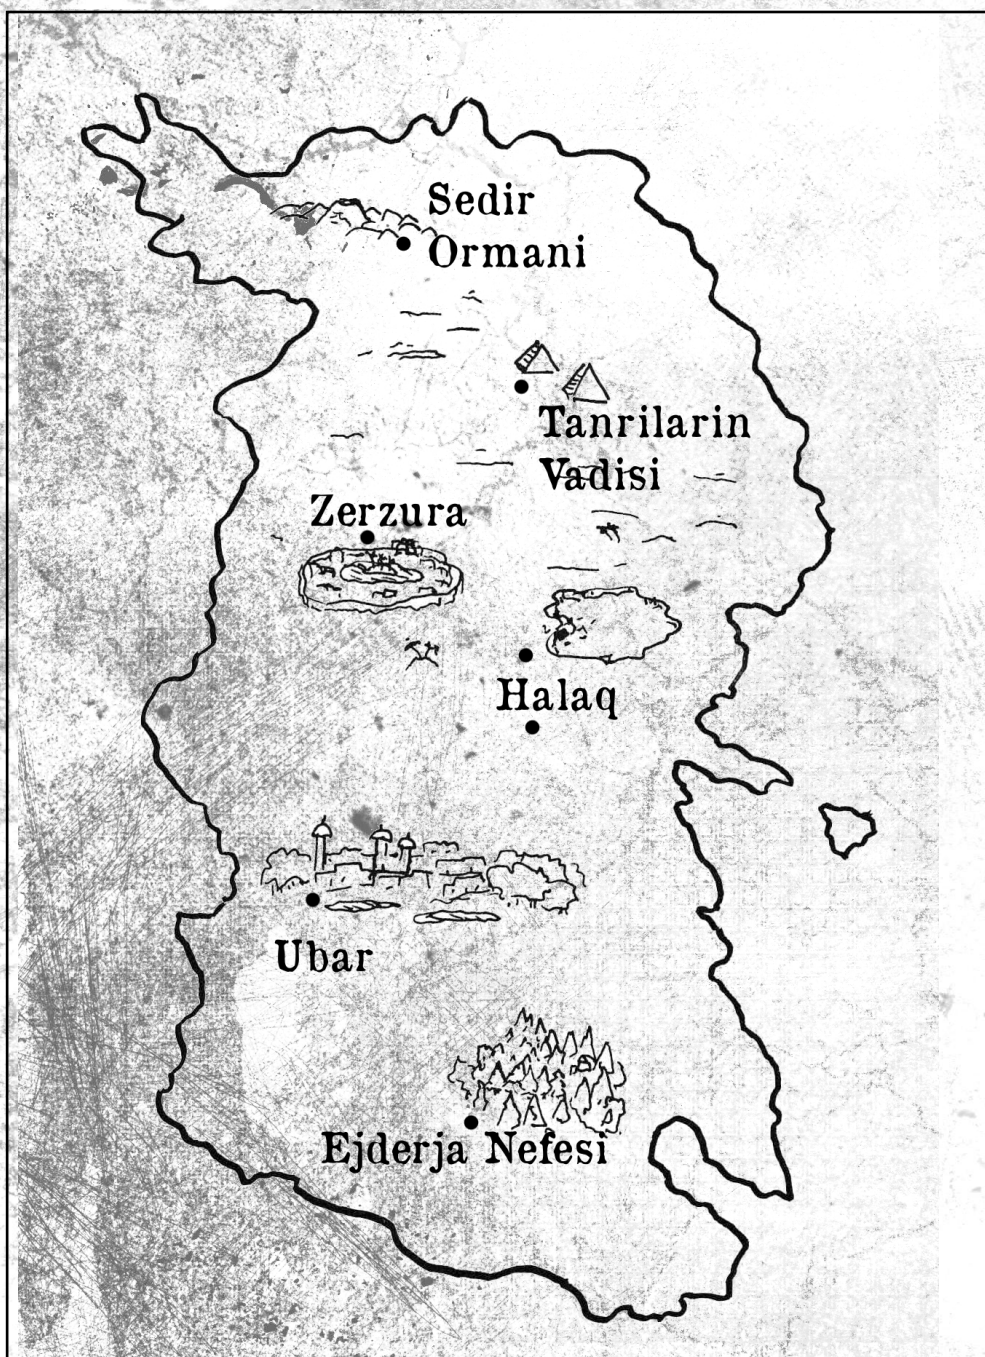 Sedir
Ormani
Tanrilarin
Vadisi
Zerzura
Halaq
Ubar
Ejderja Nefesi